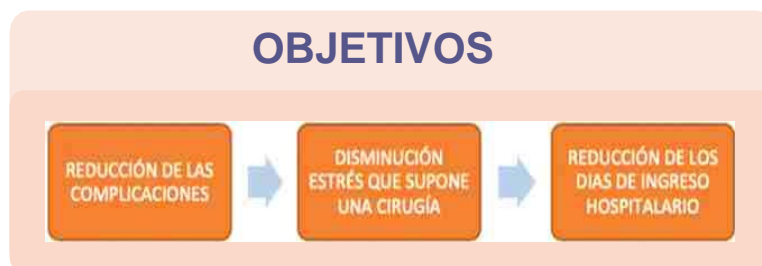 OBJETIVOS
REDUCCIÓN DE LAS
COMPLICACIONES
DISMINUCIÓN
ESTRÉS QUE SUPONE
UNA CIRUGÍA
REDUCCIÓN DE LOS
DIAS DE INGRESO
HOSPITALARIO